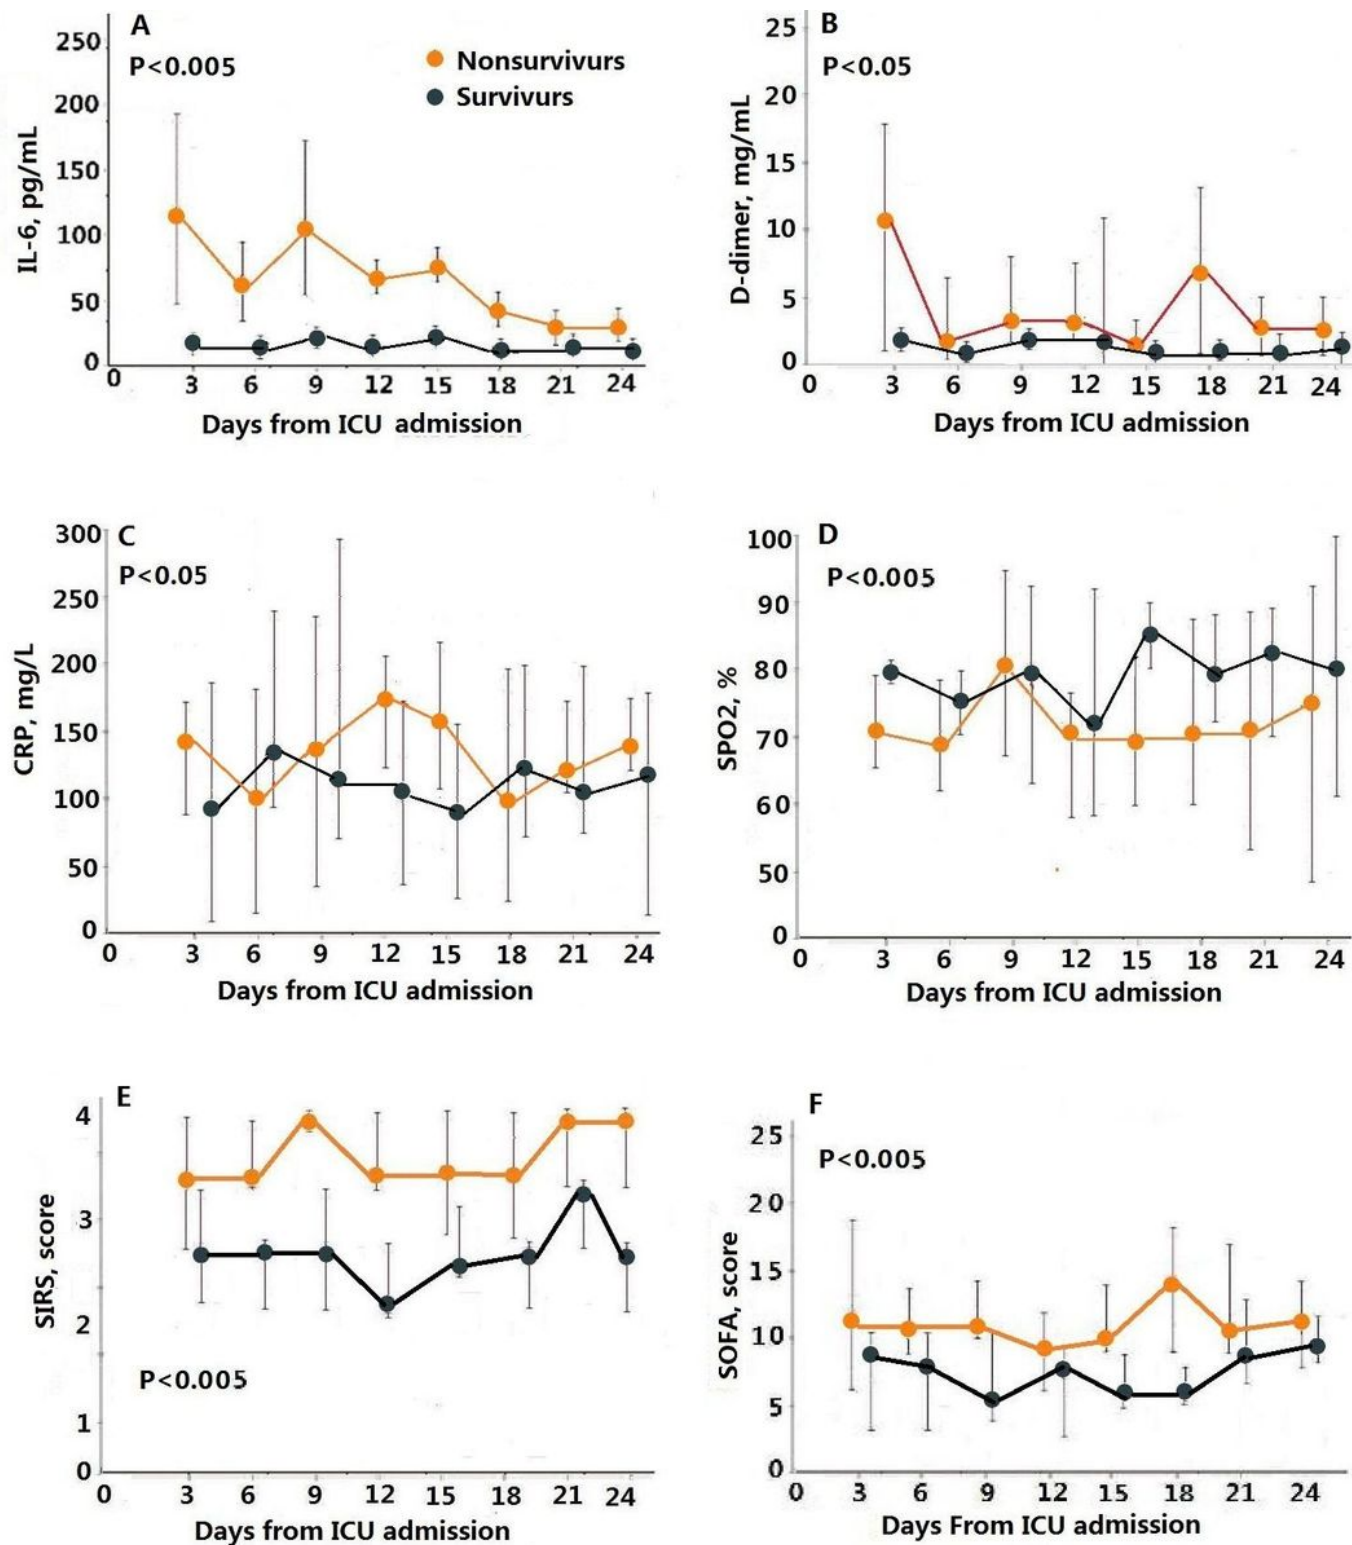 A
P<0.005
Nonsurvivurs
Survivurs
IL-6, pg/mL
250
200
150
100
50
0
0 3 6 9 12 15 18 21 24
Days from ICU admission
B
P<0.05
D-dimer, mg/mL
25
20
15
10
5
0
0 3 6 9 12 15 18 21 24
Days from ICU admission
C
P<0.05
CRP, mg/L
300
250
200
150
100
50
0
0 3 6 9 12 15 18 21 24
Days from ICU admission
D
P<0.005
SPO2, %
100
90
80
70
60
50
0
0 3 6 9 12 15 18 21 24
Days from ICU admission
E
SIRS, score
4
3
2
1
0
P<0.005
0 3 6 9 12 15 18 21 24
Days from ICU admission
F
P<0.005
SOFA, score
25
20
15
10
5
0
0 3 6 9 12 15 18 21 24
Days From ICU admission